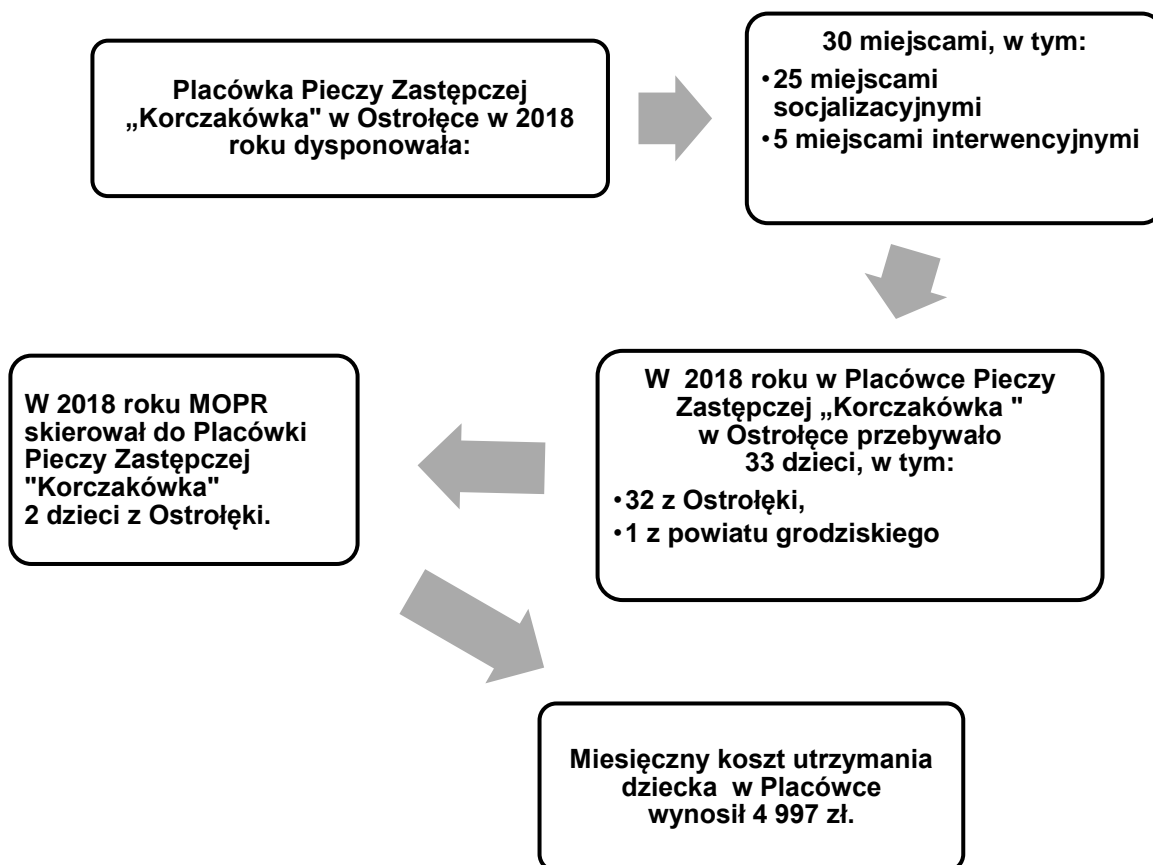 Placówka Pieczy Zastępczej
„Korczakówka" w Ostrołęce w 2018
roku dysponowała:
30 miejscami, w tym:
•25 miejscami
socjalizacyjnymi
•5 miejscami interwencyjnymi
W 2018 roku w Placówce Pieczy
Zastępczej „Korczakówka "
w Ostrołęce przebywało
33 dzieci, w tym:
•32 z Ostrołęki,
•1 z powiatu grodziskiego
W 2018 roku MOPR
skierował do Placówki
Pieczy Zastępczej
"Korczakówka"
2 dzieci z Ostrołęki.
Miesięczny koszt utrzymania
dziecka w Placówce
wynosił 4 997 zł.